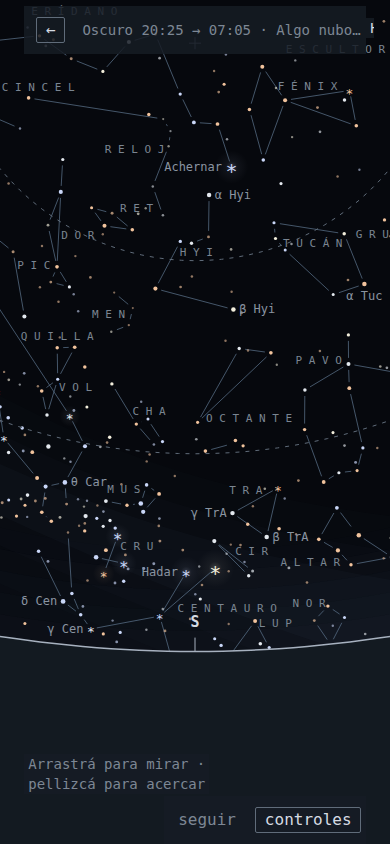 ERÍDANO
← Oscuro 20:25 → 07:05 · Algo nubo…
ESCULTOR
CINCEL
FÉNIX
RELOJ
Achernar
α Hyi
RET
DOR
TUCÁN GRU
HYI
PIC
α Tuc
β Hyi
MEN
QUILLA
PAVO
VOL
CHA
OCTANTE
θ Car
MUS
TRA
γ TrA
β TrA
CRU
CIR
ALTAR
Hadar
δ Cen
NOR
CENTAURO
LUP
γ Cen
S
Arrastrá para mirar ·
pellizcá para acercar
seguir controles